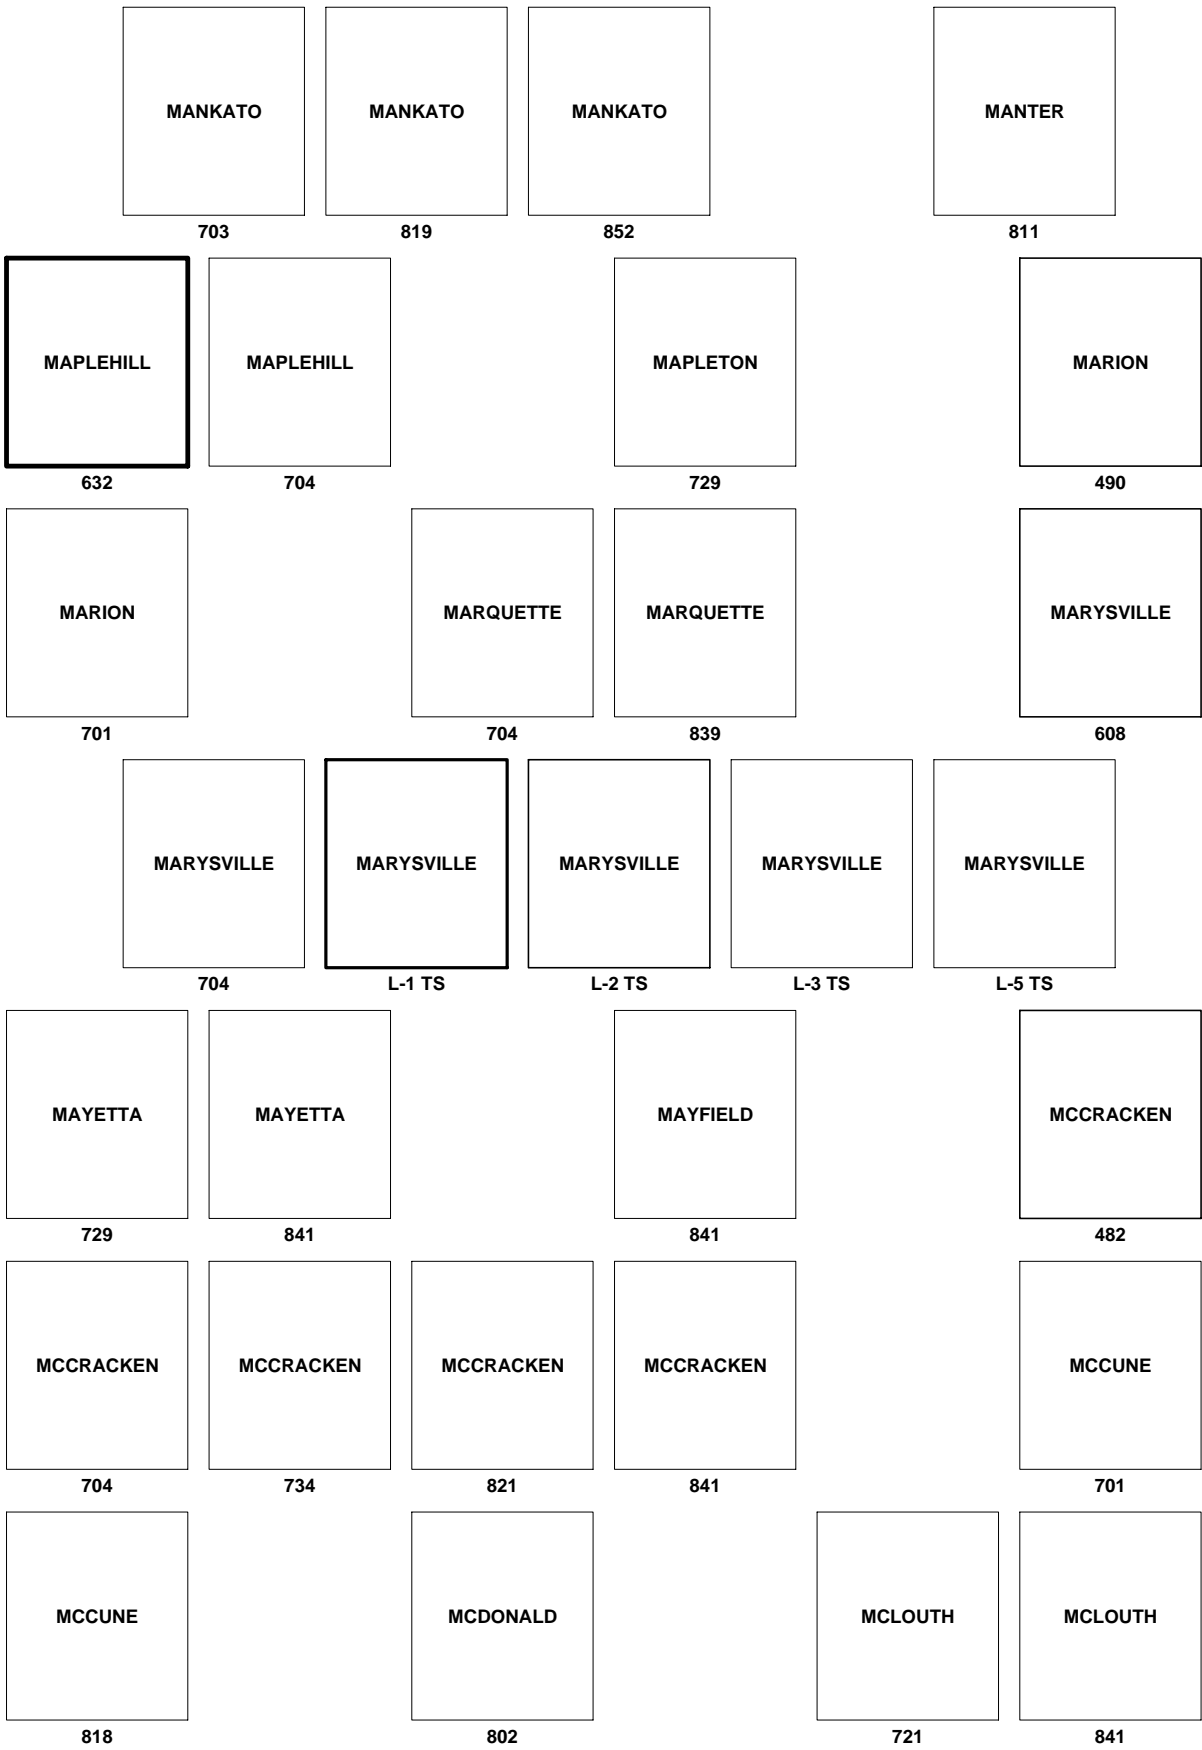 MANKATO MANKATO MANKATO MANTER
703 819 852 811
MAPLEHILL MAPLEHILL MAPLETON MARION
632 704 729 490
MARION MARQUETTE MARQUETTE MARYSVILLE
701 704 839 608
MARYSVILLE MARYSVILLE MARYSVILLE MARYSVILLE MARYSVILLE
704 L-1 TS L-2 TS L-3 TS L-5 TS
MAYETTA MAYETTA MAYFIELD MCCRACKEN
729 841 841 482
MCCRACKEN MCCRACKEN MCCRACKEN MCCRACKEN MCCUNE
704 734 821 841 701
MCCUNE MCDONALD MCLOUTH MCLOUTH
818 802 721 841